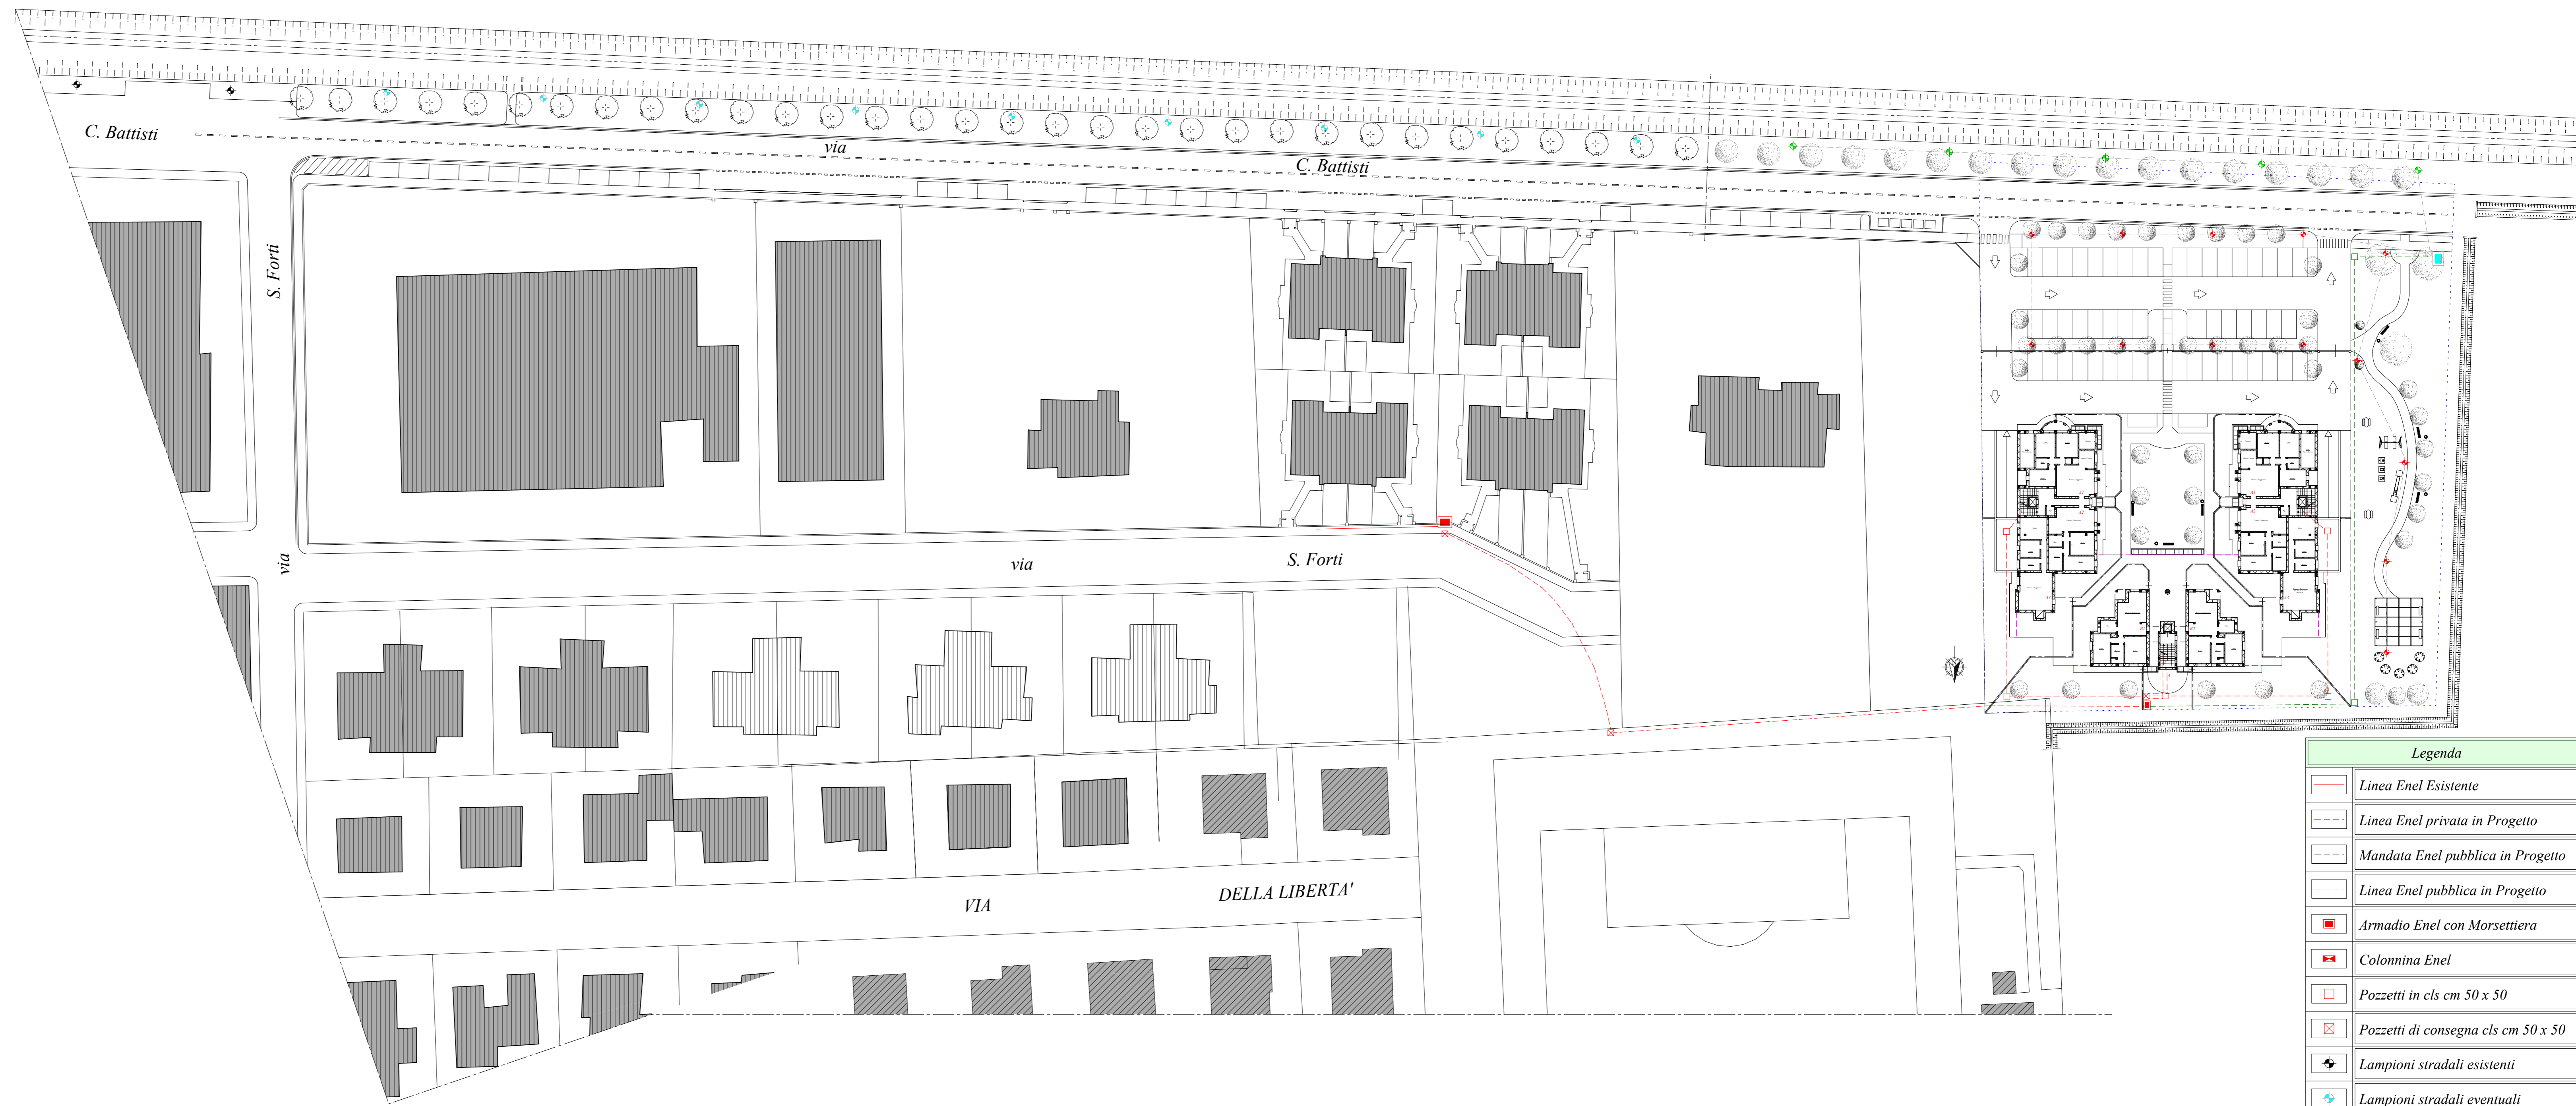 C. Battisti
via
C. Battisti
S. Forti
via
via
S. Forti
VIA
DELLA LIBERTA'
Legenda
Linea Enel Esistente
Linea Enel privata in Progetto
Mandata Enel pubblica in Progetto
Linea Enel pubblica in Progetto
Armadio Enel con Morsettiera
Colonnina Enel
Pozzetti in cls cm 50 x 50
Pozzetti di consegna cls cm 50 x 50
Lampioni stradali esistenti
Lampioni stradali eventuali